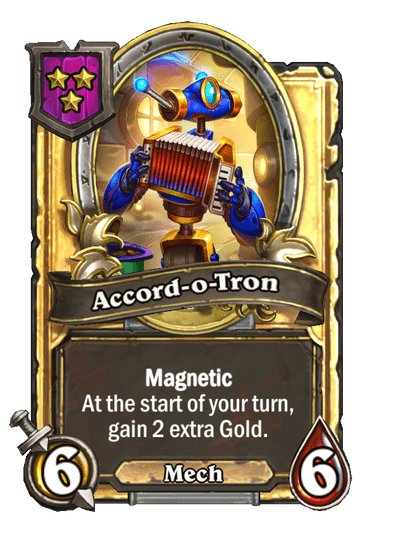 Accord-o-Tron
Magnetic
At the start of your turn,
gain 2 extra Gold.
6
Mech
6